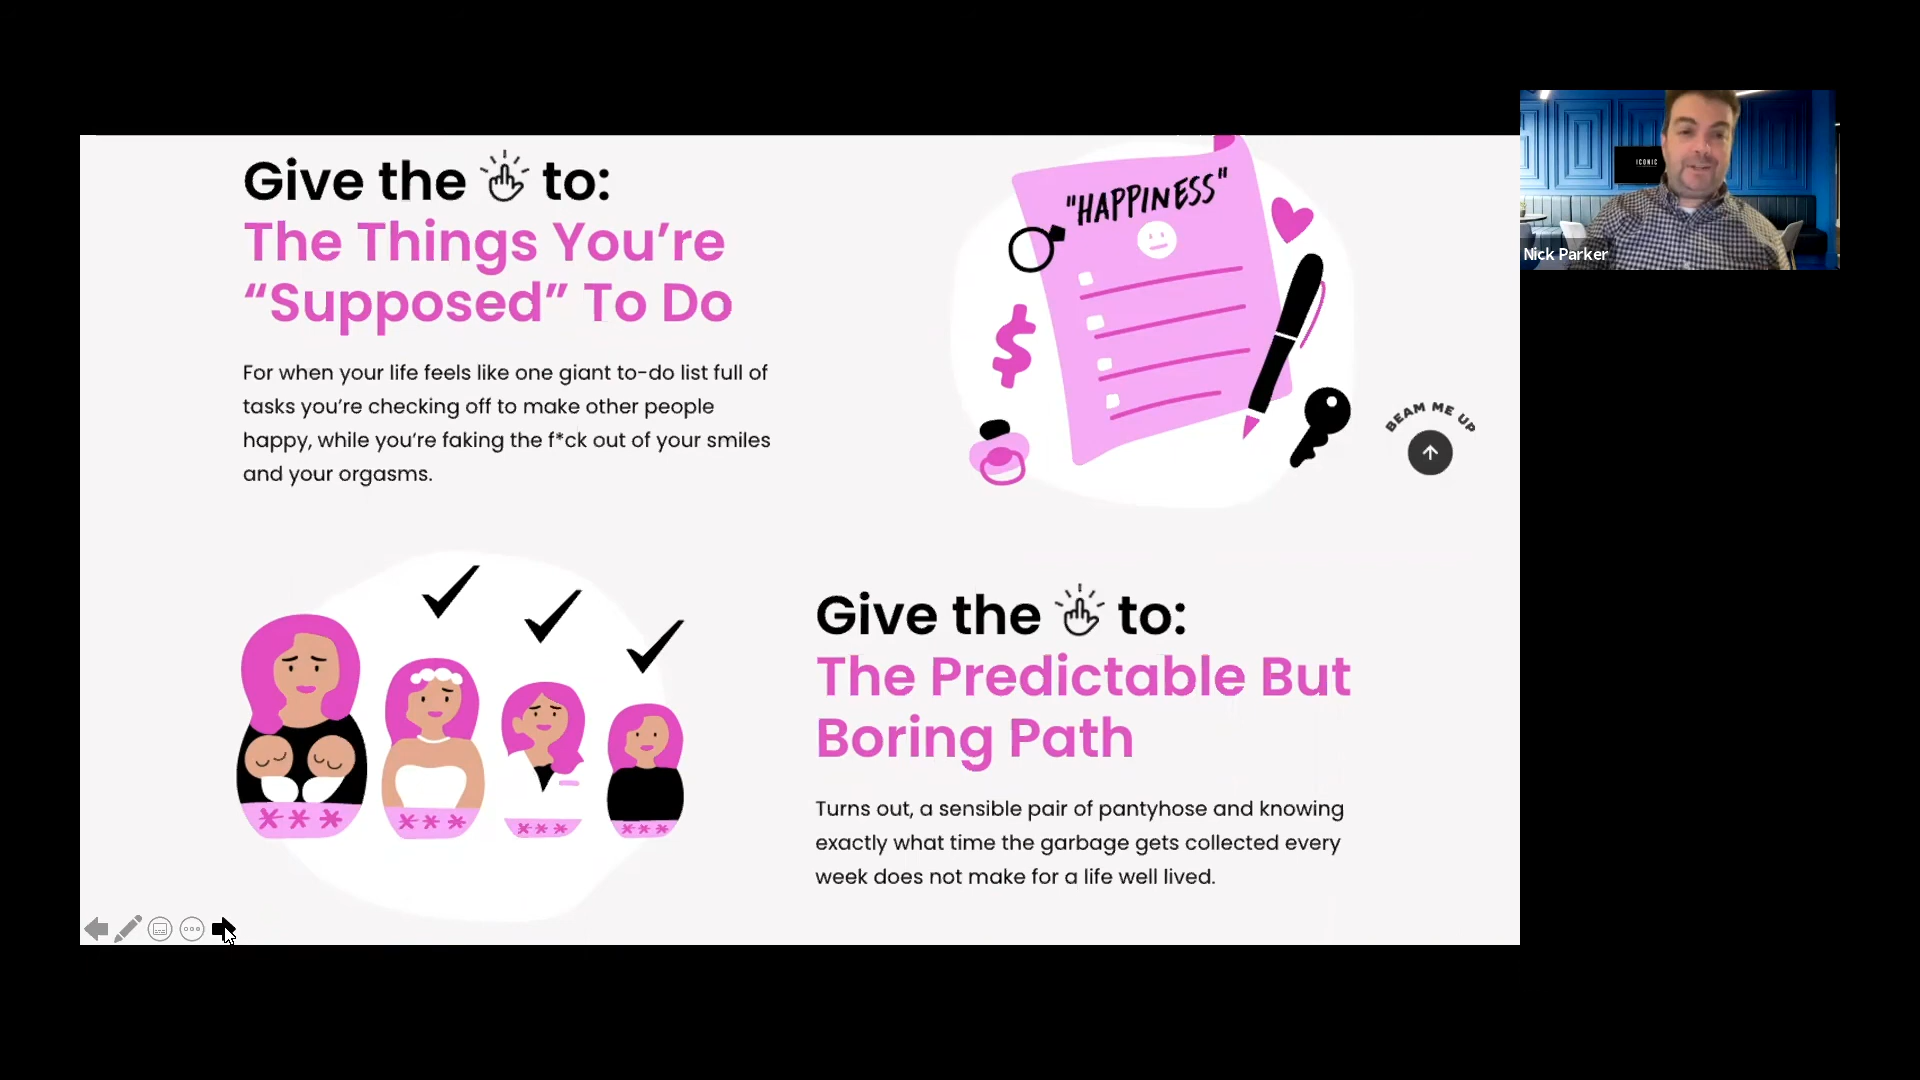 Give the to:
The Things You’re
“Supposed” To Do
For when your life feels like one giant to-do list full of
tasks you’re checking off to make other people
happy, while you’re faking the f*ck out of your smiles
and your orgasms.
"HAPPINESS"
$
BEAM ME UP
ICONIC
Nick Parker
Give the to:
The Predictable But
Boring Path
Turns out, a sensible pair of pantyhose and knowing
exactly what time the garbage gets collected every
week does not make for a life well lived.